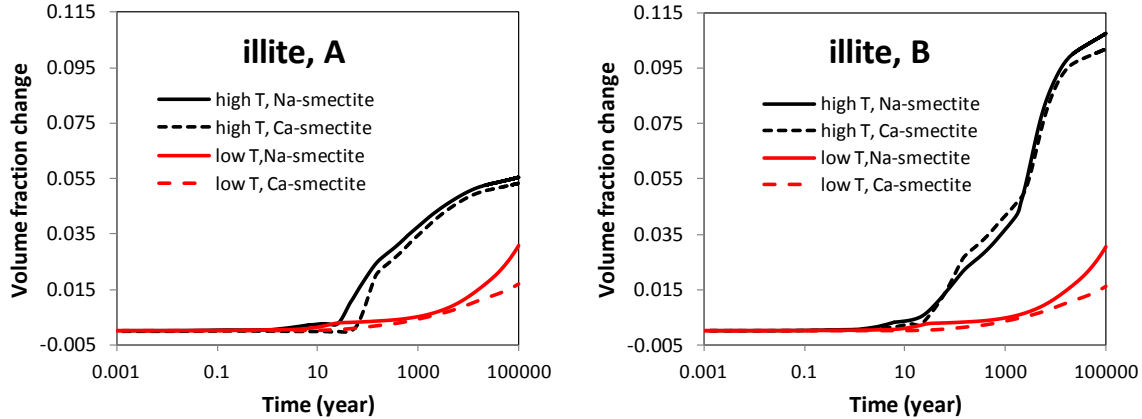 illite, A
Volume fraction change
0.115
0.095
0.075
0.055
0.035
0.015
-0.005
high T, Na-smectite
high T, Ca-smectite
low T,Na-smectite
low T, Ca-smectite
0.001
0.1
10
1000
100000
Time (year)
illite, B
Volume fraction change
0.115
0.095
0.075
0.055
0.035
0.015
-0.005
high T, Na-smectite
high T, Ca-smectite
low T,Na-smectite
low T, Ca-smectite
0.001
0.1
10
1000
100000
Time (year)